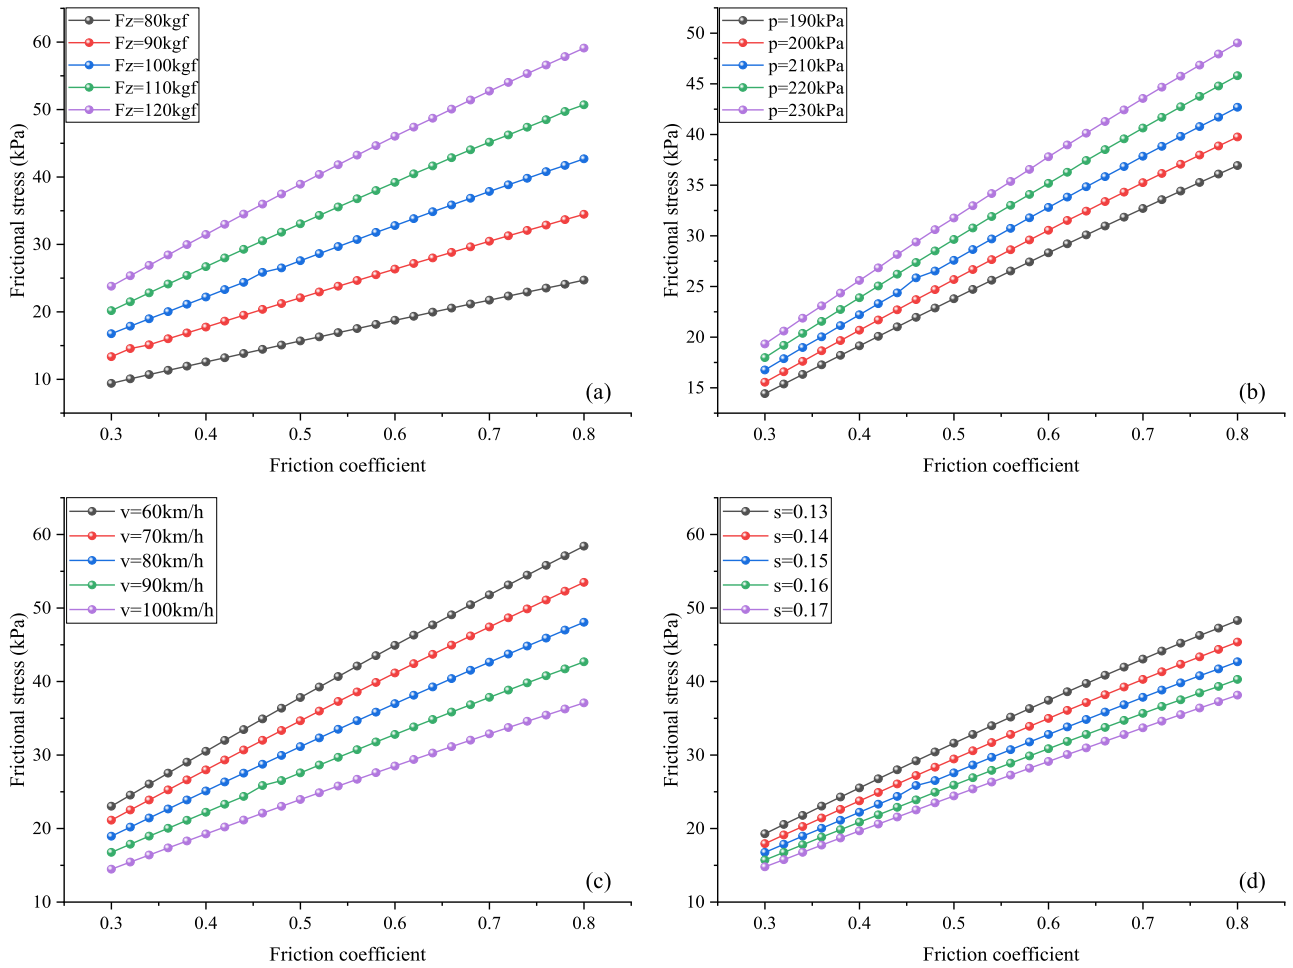 Fz=80kgf
Fz=90kgf
Fz=100kgf
Fz=110kgf
Fz=120kgf
60
50
40
30
20
10
Frictional stress (kPa)
(a)
0.3 0.4 0.5 0.6 0.7 0.8
Friction coefficient
p=190kPa
p=200kPa
p=210kPa
p=220kPa
p=230kPa
50
45
40
35
30
25
20
15
Frictional stress (kPa)
(b)
0.3 0.4 0.5 0.6 0.7 0.8
Friction coefficient
v=60km/h
v=70km/h
v=80km/h
v=90km/h
v=100km/h
60
50
40
30
20
10
Frictional stress (kPa)
(c)
0.3 0.4 0.5 0.6 0.7 0.8
Friction coefficient
s=0.13
s=0.14
s=0.15
s=0.16
s=0.17
60
50
40
30
20
10
Frictional stress (kPa)
(d)
0.3 0.4 0.5 0.6 0.7 0.8
Friction coefficient